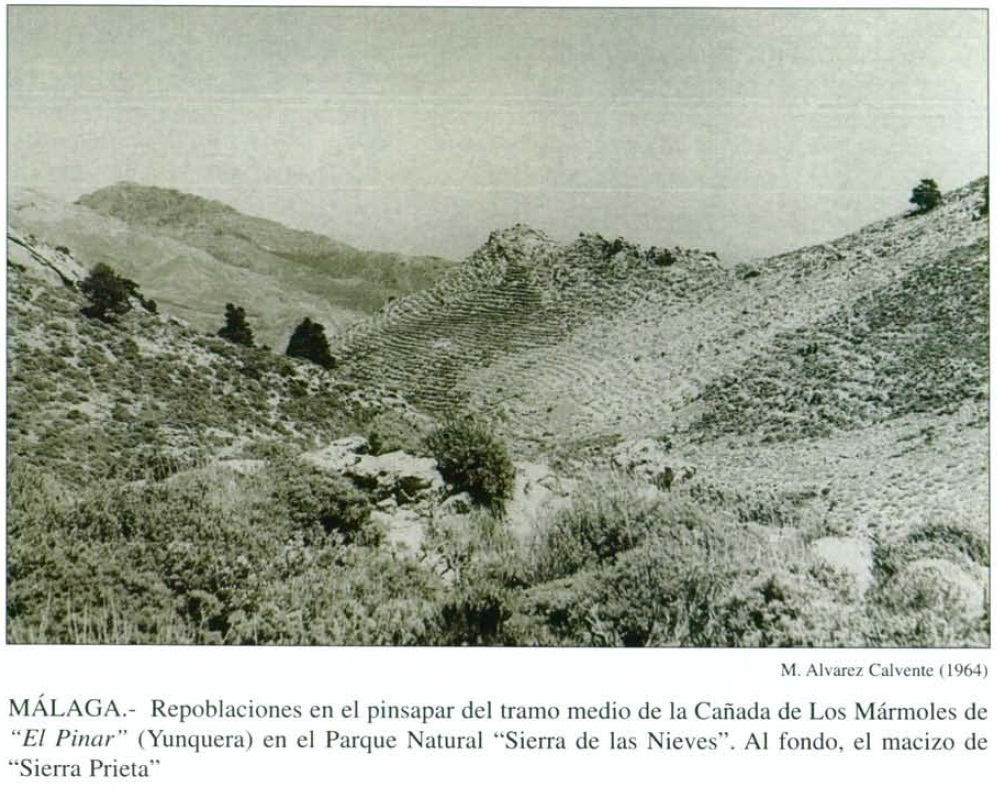 M. Alvarez Calvente (1964)
MÁLAGA.- Repoblaciones en el pinsapar del tramo medio de la Cañada de Los Mármoles de
"El Pinar" (Yunquera) en el Parque Natural "Sierra de las Nieves". Al fondo, el macizo de
"Sierra Prieta"